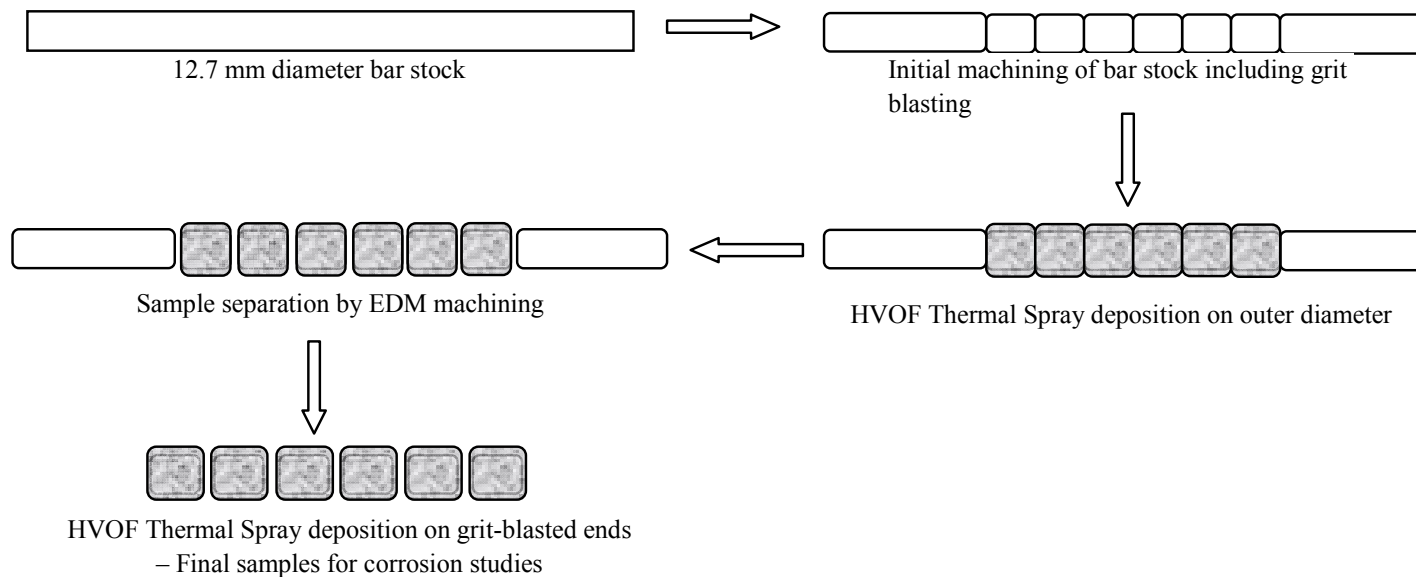 12.7 mm diameter bar stock
Initial machining of bar stock including grit
blasting
HVOF Thermal Spray deposition on outer diameter
Sample separation by EDM machining
HVOF Thermal Spray deposition on grit-blasted ends
– Final samples for corrosion studies